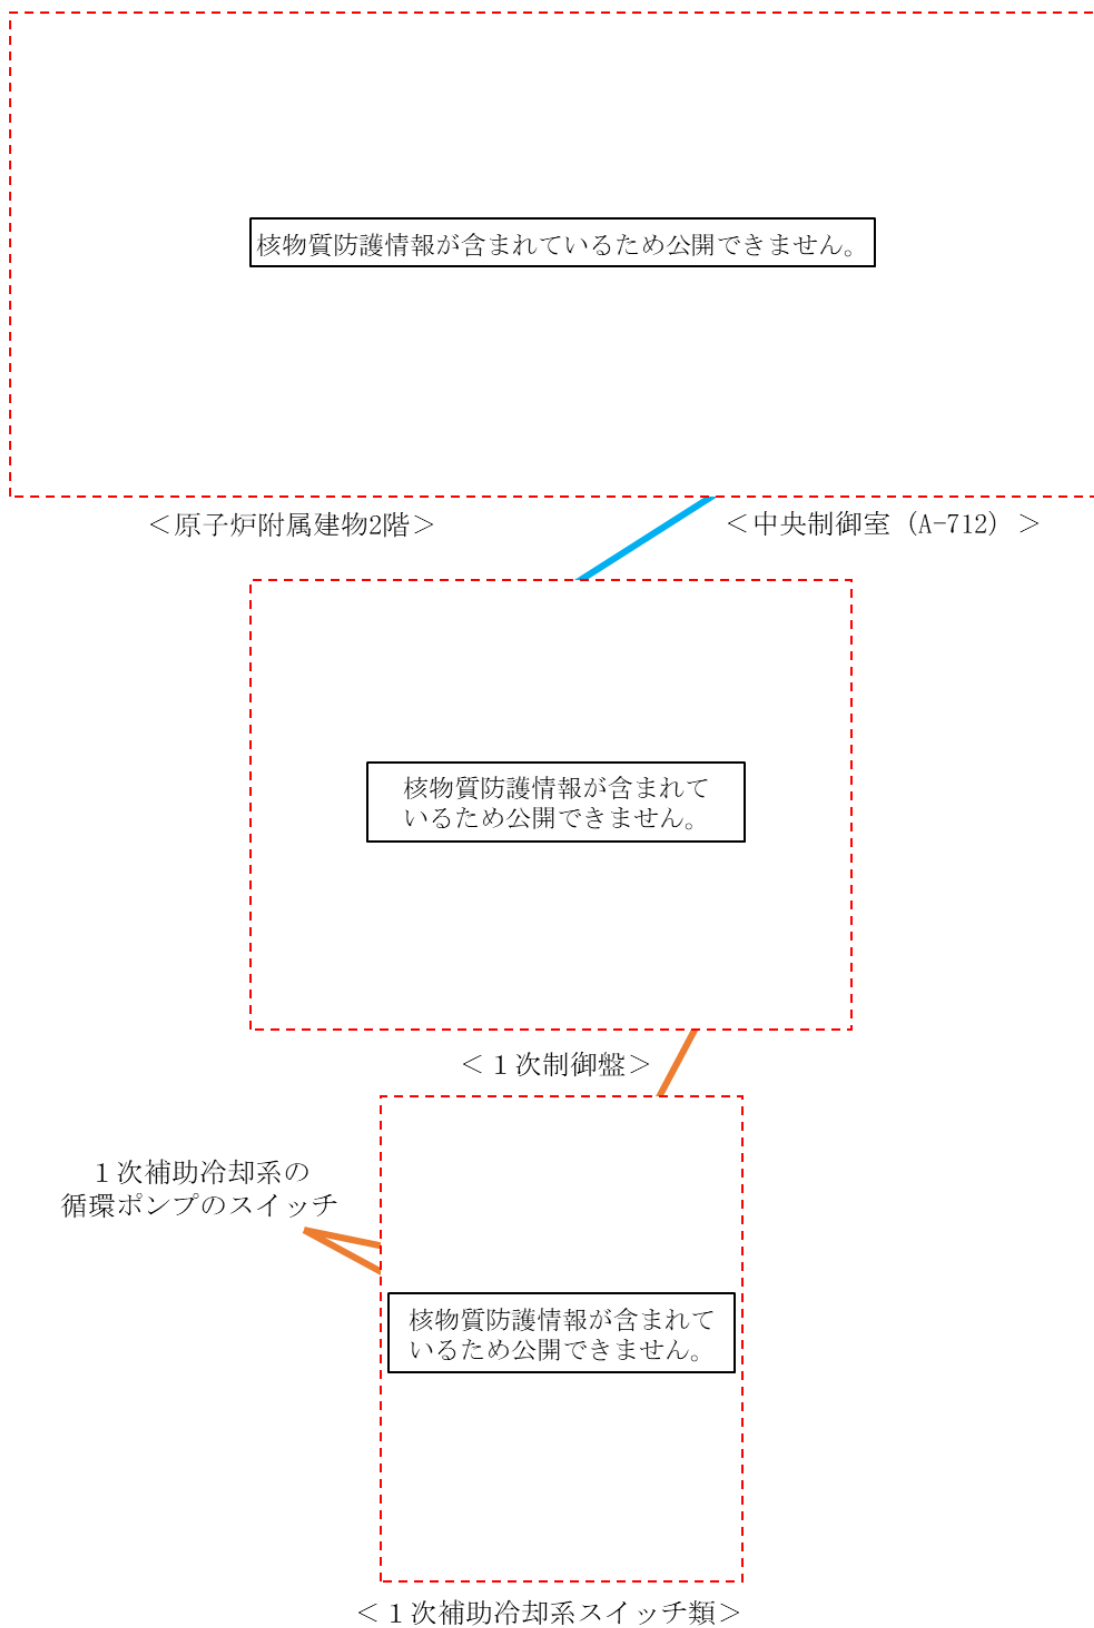 核物質防護情報が含まれているため公開できません。
＜原子炉附属建物2階＞
＜中央制御室（A-712）＞
核物質防護情報が含まれて
いるため公開できません。
＜１次制御盤＞
１次補助冷却系の
循環ポンプのスイッチ
核物質防護情報が含まれて
いるため公開できません。
＜１次補助冷却系スイッチ類＞